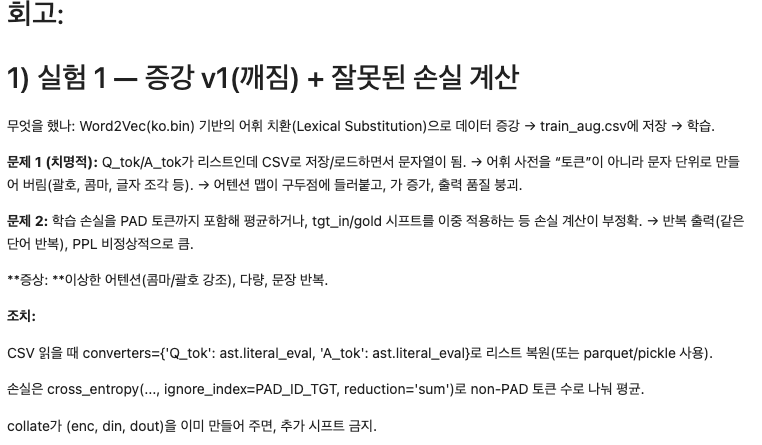 회고:
1) 실험 1 — 증강 v1(깨짐) + 잘못된 손실 계산
무엇을 했나: Word2Vec(ko.bin) 기반의 어휘 치환(Lexical Substitution)으로 데이터 증강 → train_aug.csv에 저장 → 학습.
문제 1 (치명적): Q_tok/A_tok가 리스트인데 CSV로 저장/로드하면서 문자열이 됨. → 어휘 사전을 “토큰”이 아니라 문자 단위로 만들
어 버림(괄호, 콤마, 글자 조각 등). → 어텐션 맵이 구두점에 들러붙고, 가 증가, 출력 품질 붕괴.
문제 2: 학습 손실을 PAD 토큰까지 포함해 평균하거나, tgt_in/gold 시프트를 이중 적용하는 등 손실 계산이 부정확. → 반복 출력(같은
단어 반복), PPL 비정상적으로 큼.
**증상: **이상한 어텐션(콤마/괄호 강조), 다량, 문장 반복.
조치:
CSV 읽을 때 converters={'Q_tok': ast.literal_eval, 'A_tok': ast.literal_eval}로 리스트 복원(또는 parquet/pickle 사용).
손실은 cross_entropy(..., ignore_index=PAD_ID_TGT, reduction='sum')로 non-PAD 토큰 수로 나눠 평균.
collate가 (enc, din, dout)을 이미 만들어 주면, 추가 시프트 금지.